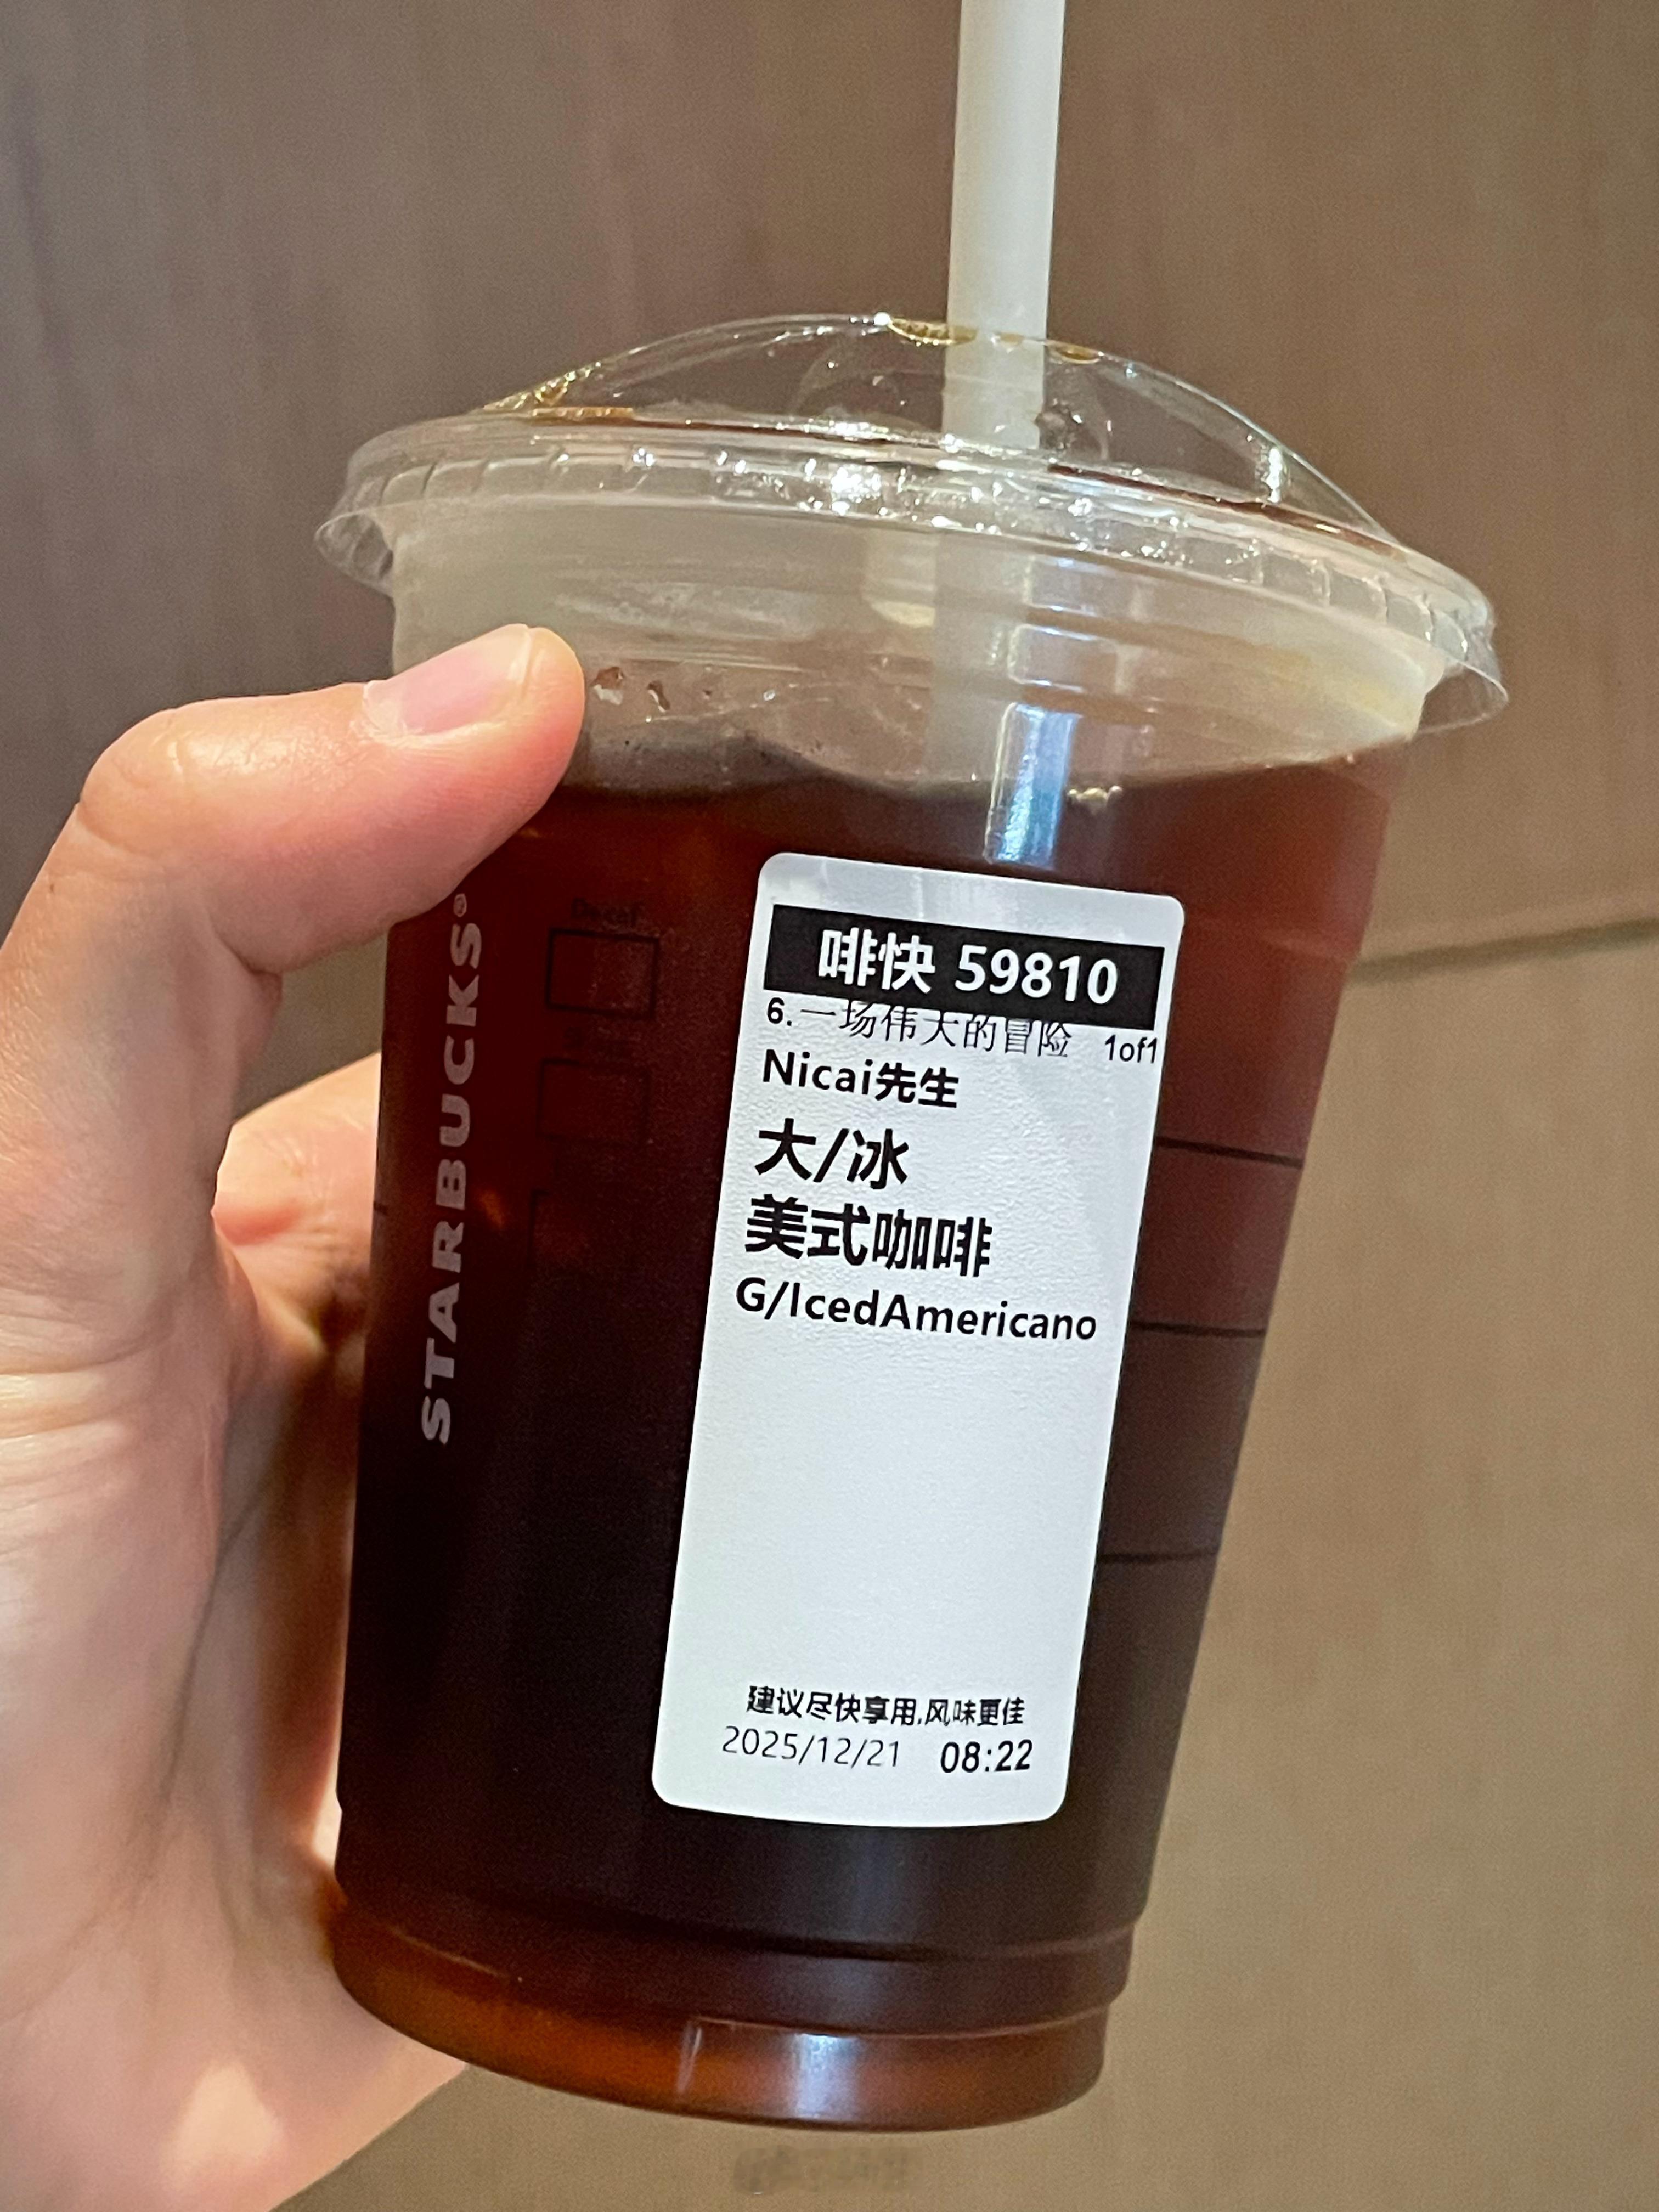 STARBUCKS®
Decaf
啡快 59810
6.一场伟大的冒险 1of1
Nicai先生
大/冰
美式咖啡
G/IcedAmericano
建议尽快享用,风味更佳
2025/12/21 08:22